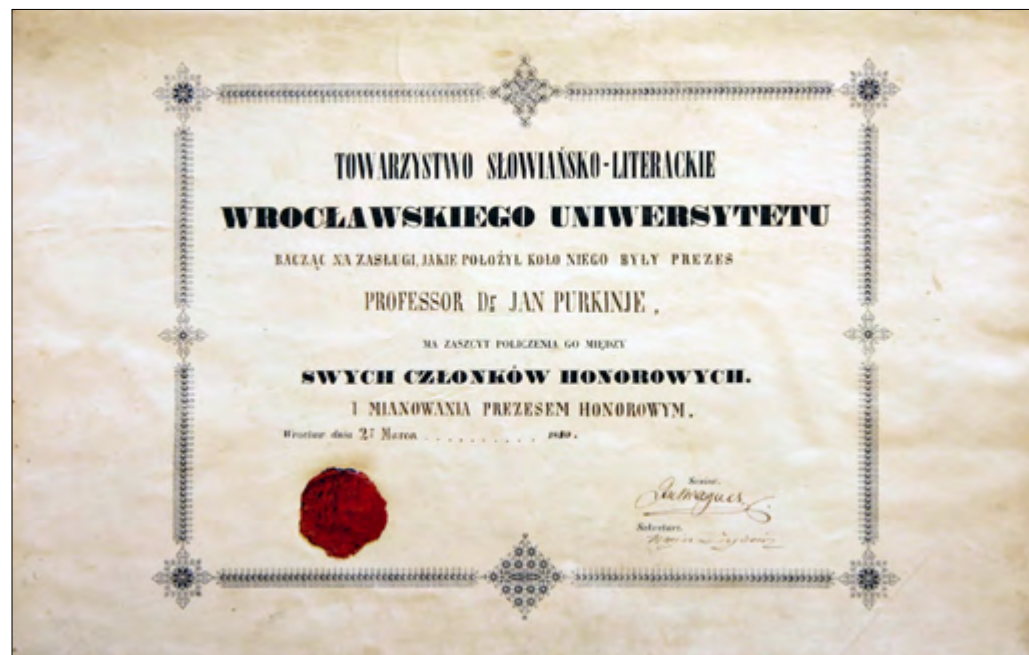 TOWARZYSTWO SŁOWIAŃSKO-LITERACKIE
WROCŁAWSKIEGO UNIWERSYTETU
BACZĄC NA ZASŁUGI, JAKIE POŁOŻYŁ KOŁO NIEGO BYŁY PREZES
PROFESSOR Dr JAN PURKINJE,
MA ZASZCYT POLICZENIA GO MIĘDZY
SWYCH CZŁONKÓW HONOROWYCH.
I MIANOWANIA PREZESEM HONOROWYM.
Wrocław dnia 27 Marca
Senior.
Sekretarz.